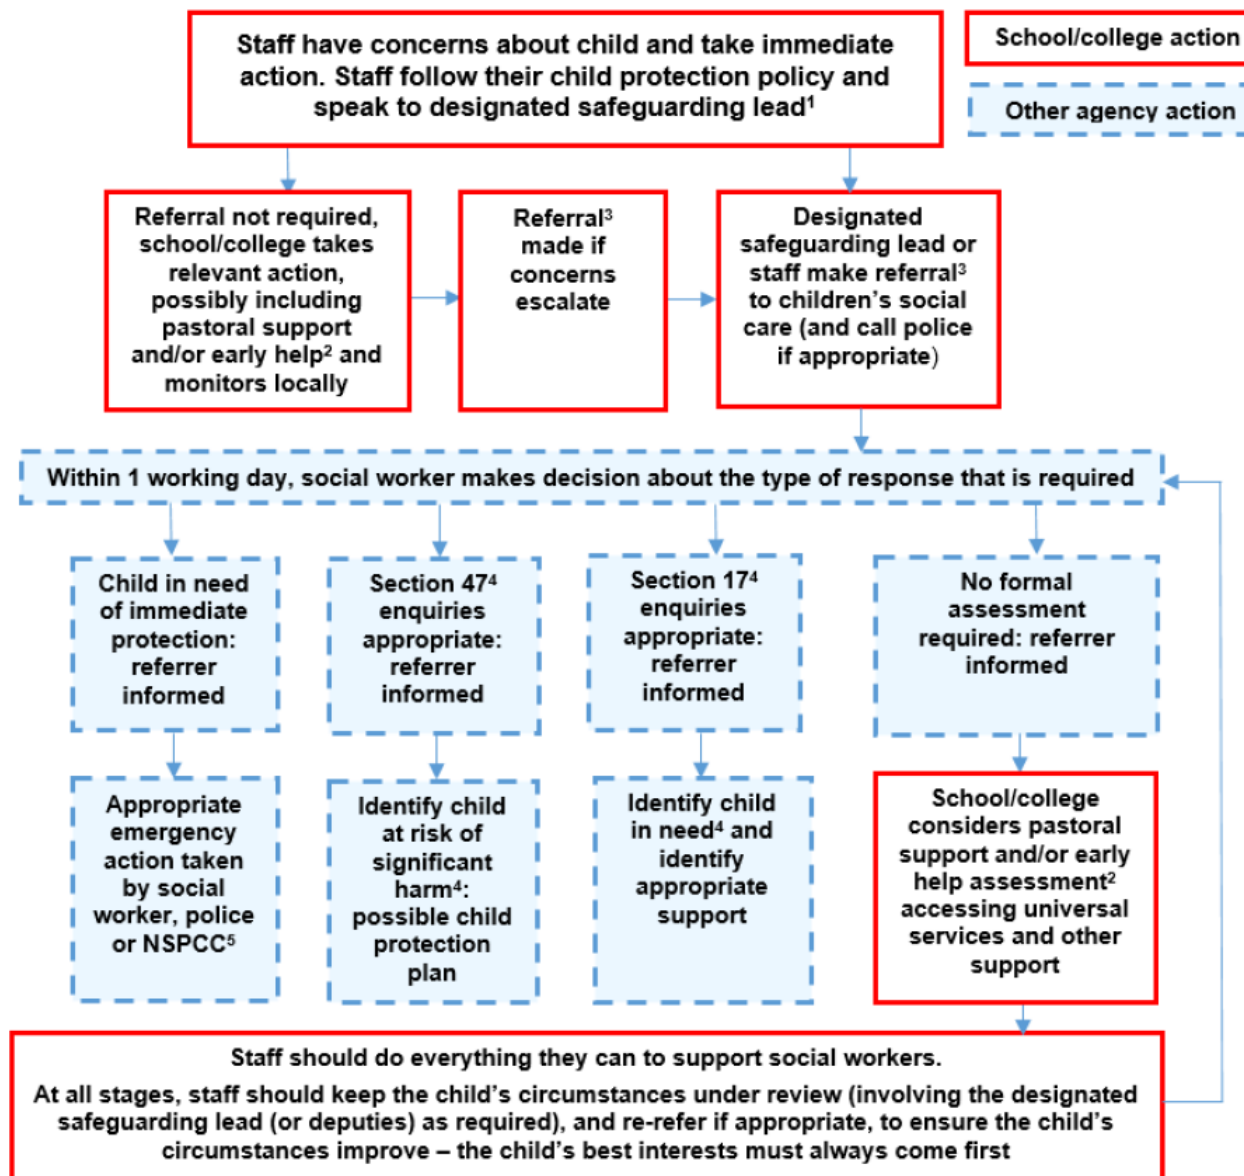 Staff have concerns about child and take immediate
action. Staff follow their child protection policy and
speak to designated safeguarding lead¹
School/college action
Other agency action
Referral not required,
school/college takes
relevant action,
possibly including
pastoral support
and/or early help² and
monitors locally
Referral³
made if
concerns
escalate
Designated
safeguarding lead or
staff make referral³
to children’s social
care (and call police
if appropriate)
Within 1 working day, social worker makes decision about the type of response that is required
Child in need
of immediate
protection:
referrer
informed
Section 47⁴
enquiries
appropriate:
referrer
informed
Section 17⁴
enquiries
appropriate:
referrer
informed
No formal
assessment
required: referrer
informed
Appropriate
emergency
action taken
by social
worker, police
or NSPCC⁵
Identify child
at risk of
significant
harm⁴:
possible child
protection
plan
Identify child
in need⁴ and
identify
appropriate
support
School/college
considers pastoral
support and/or early
help assessment²
accessing universal
services and other
support
Staff should do everything they can to support social workers.
At all stages, staff should keep the child’s circumstances under review (involving the designated
safeguarding lead (or deputies) as required), and re-refer if appropriate, to ensure the child’s
circumstances improve – the child’s best interests must always come first